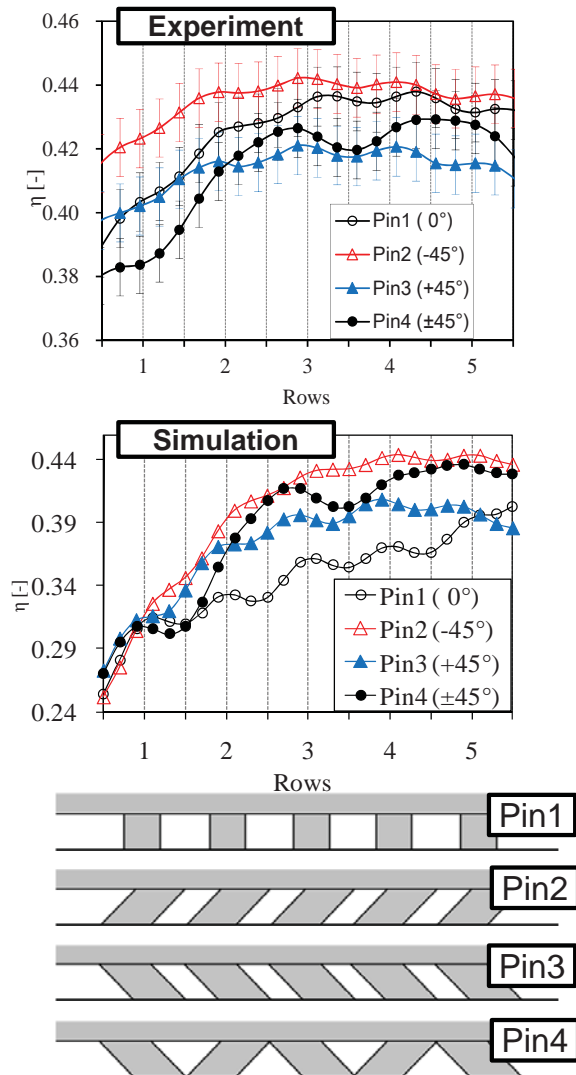 Experiment
0.46
0.44
0.42
0.40
0.38
0.36
η [-]
Pin1 ( 0°)
Pin2 (-45°)
Pin3 (+45°)
Pin4 (±45°)
1 2 3 4 5
Rows
Simulation
0.44
0.39
0.34
0.29
0.24
η [-]
Pin1 ( 0°)
Pin2 (-45°)
Pin3 (+45°)
Pin4 (±45°)
1 2 3 4 5
Rows
Pin1
Pin2
Pin3
Pin4